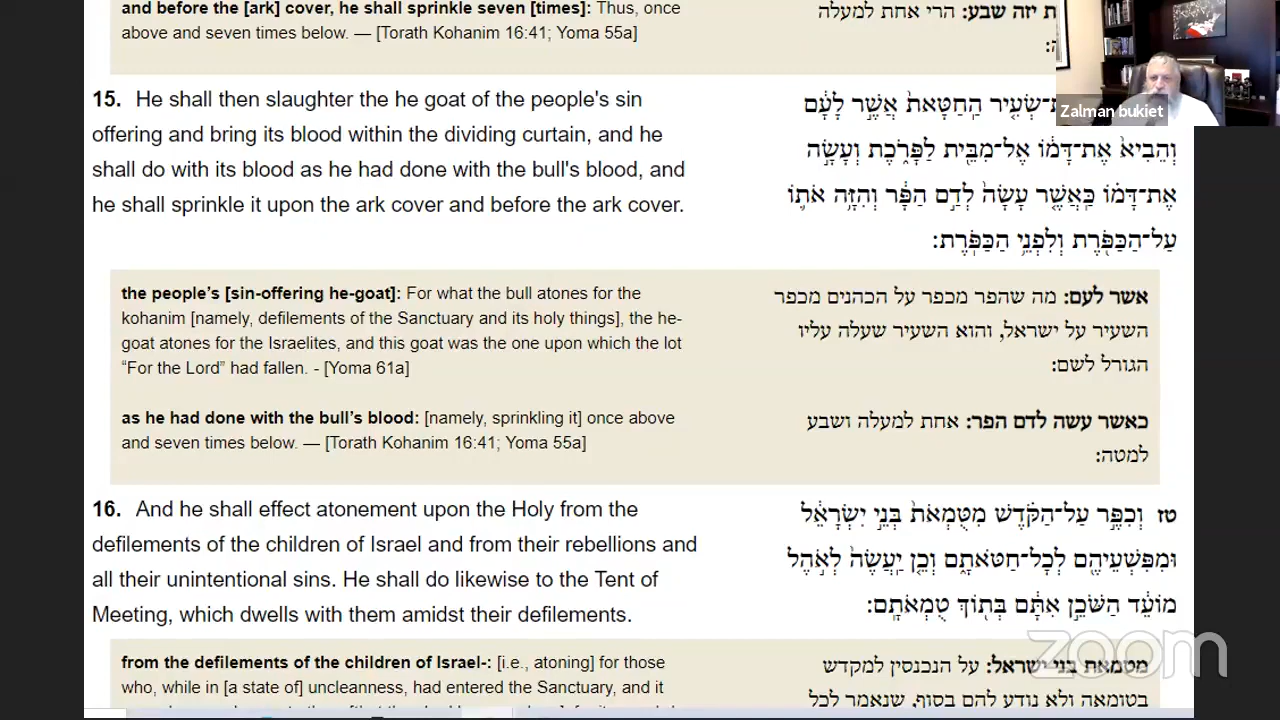 and before the [ark] cover, he shall sprinkle seven [times]: Thus, once
above and seven times below. — [Torath Kohanim 16:41; Yoma 55a]
יזה שבע: הרי אחת למעלה
Zalman bukiet
15. He shall then slaughter the he goat of the people's sin
offering and bring its blood within the dividing curtain, and he
shall do with its blood as he had done with the bull's blood, and
he shall sprinkle it upon the ark cover and before the ark cover.
שְׂעִ֤יר הַֽחַטָּאת֙ אֲשֶׁ֣ר לָעָ֔ם
וְהֵבִיא֙ אֶת־דָּמ֔וֹ אֶל־מִבֵּ֖ית לַפָּרֹ֑כֶת וְעָשָׂ֣ה
אֶת־דָּמ֗וֹ כַּֽאֲשֶׁ֤ר עָשָׂה֙ לְדַ֣ם הַפָּ֔ר וְהִזָּ֥ה אֹת֛וֹ
עַל־הַכַּפֹּ֖רֶת וְלִפְנֵ֥י הַכַּפֹּֽרֶת:
the people's [sin-offering he-goat]: For what the bull atones for the
kohanim [namely, defilements of the Sanctuary and its holy things], the he-
goat atones for the Israelites, and this goat was the one upon which the lot
“For the Lord” had fallen. - [Yoma 61a]
אשר לעם: מה שהפר מכפר על הכהנים מכפר
השעיר על ישראל, והוא השעיר שעלה עליו
הגורל לשם:
as he had done with the bull's blood: [namely, sprinkling it] once above
and seven times below. — [Torath Kohanim 16:41; Yoma 55a]
כאשר עשה לדם הפר: אחת למעלה ושבע
למטה:
16. And he shall effect atonement upon the Holy from the
defilements of the children of Israel and from their rebellions and
all their unintentional sins. He shall do likewise to the Tent of
Meeting, which dwells with them amidst their defilements.
טז וְכִפֶּ֣ר עַל־הַקֹּ֗דֶשׁ מִטֻּמְאֹת֙ בְּנֵ֣י יִשְׂרָאֵ֔ל
וּמִפִּשְׁעֵיהֶ֖ם לְכָל־חַטֹּאתָ֑ם וְכֵ֤ן יַֽעֲשֶׂה֙ לְאֹ֣הֶל
מוֹעֵ֔ד הַשֹּׁכֵ֣ן אִתָּ֔ם בְּת֖וֹךְ טֻמְאֹתָֽם:
zoom
from the defilements of the children of Israel-: [i.e., atoning] for those
who, while in [a state of] uncleanness, had entered the Sanctuary, and it
מטמאת בני ישראל: על הנכנסין למקדש
בטומאה ולא נודע להם בסוף, שנאמר לכל